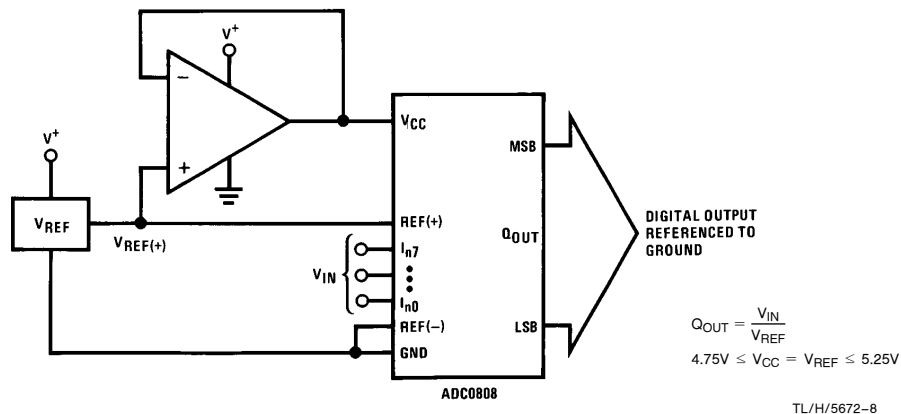 V+
−
VCC
MSB
V+
+
VREF
VREF(+)
REF(+)
QOUT
DIGITAL OUTPUT
REFERENCED TO
GROUND
VIN
In7
In0
REF(−)
GND
LSB
ADC0808
QOUT = VIN / VREF
4.75V ≤ VCC = VREF ≤ 5.25V
TL/H/5672–8